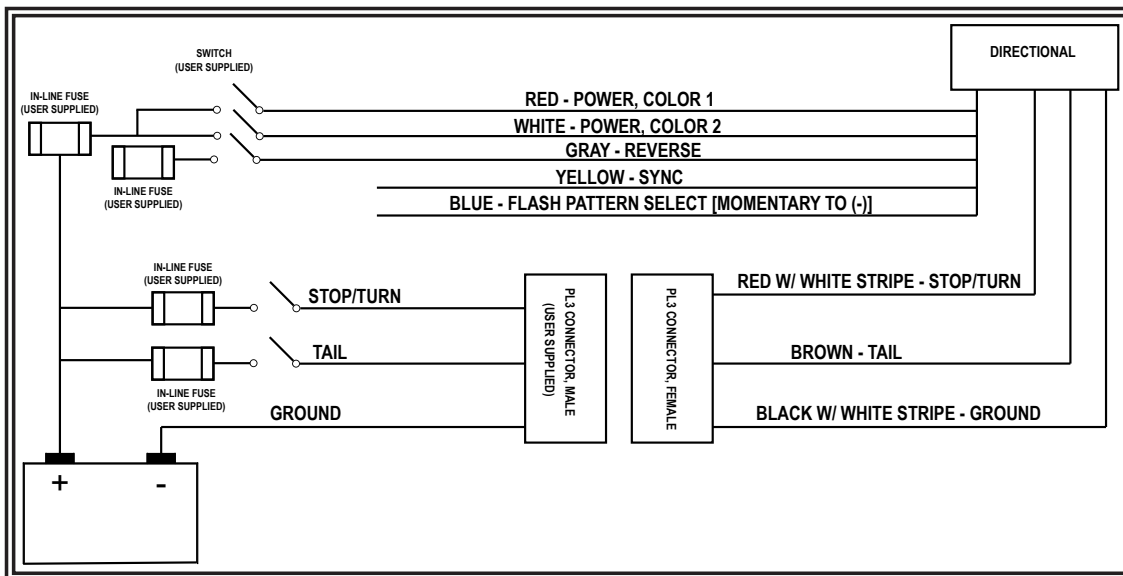 SWITCH
(USER SUPPLIED)
DIRECTIONAL
IN-LINE FUSE
(USER SUPPLIED)
RED - POWER, COLOR 1
WHITE - POWER, COLOR 2
GRAY - REVERSE
IN-LINE FUSE
(USER SUPPLIED)
YELLOW - SYNC
BLUE - FLASH PATTERN SELECT [MOMENTARY TO (-)]
IN-LINE FUSE
(USER SUPPLIED)
STOP/TURN
PL3 CONNECTOR, MALE
(USER SUPPLIED)
PL3 CONNECTOR, FEMALE
RED W/ WHITE STRIPE - STOP/TURN
TAIL
BROWN - TAIL
IN-LINE FUSE
(USER SUPPLIED)
GROUND
BLACK W/ WHITE STRIPE - GROUND
+ -